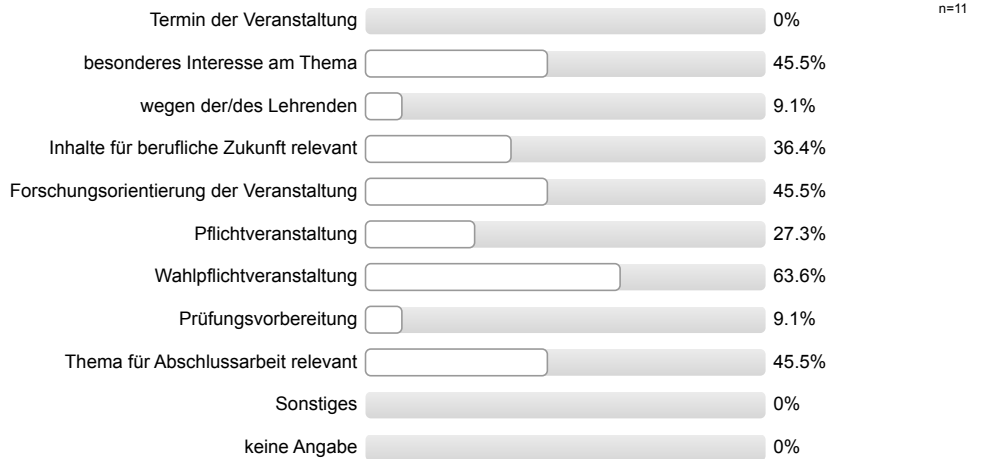 Termin der Veranstaltung 0% n=11
besonderes Interesse am Thema 45.5%
wegen der/des Lehrenden 9.1%
Inhalte für berufliche Zukunft relevant 36.4%
Forschungsorientierung der Veranstaltung 45.5%
Pflichtveranstaltung 27.3%
Wahlpflichtveranstaltung 63.6%
Prüfungsvorbereitung 9.1%
Thema für Abschlussarbeit relevant 45.5%
Sonstiges 0%
keine Angabe 0%